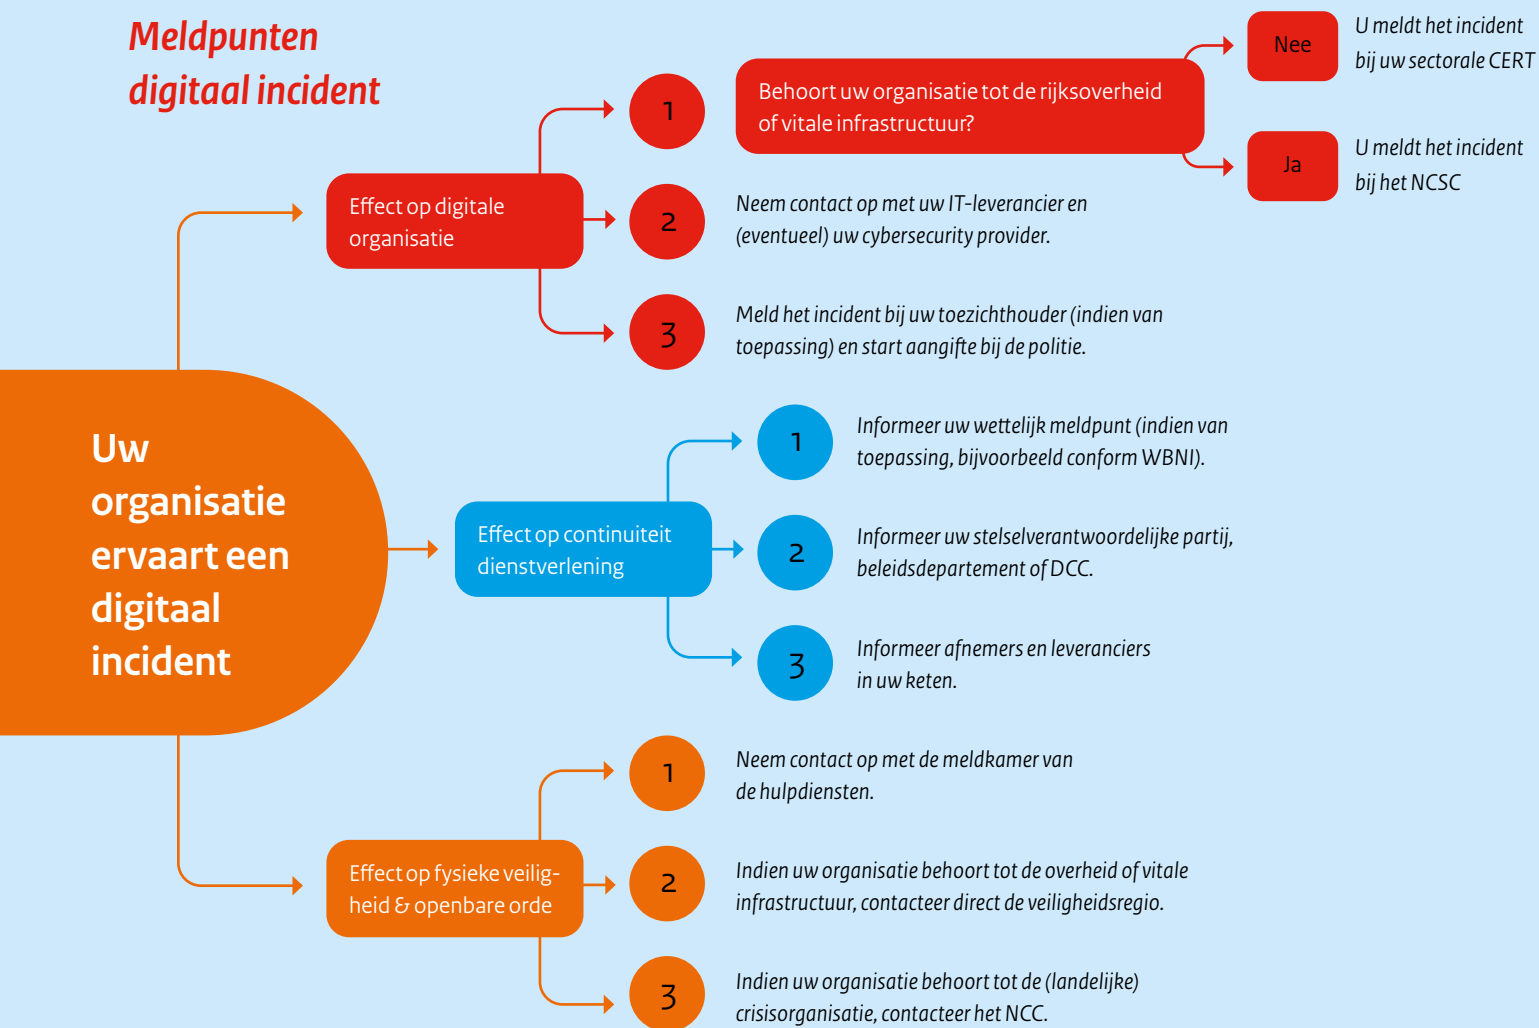 Meldpunten
digitaal incident
Uw
organisatie
ervaart een
digitaal
incident
Effect op digitale
organisatie
1
Behoort uw organisatie tot de rijksoverheid
of vitale infrastructuur?
Nee
U meldt het incident
bij uw sectorale CERT
Ja
U meldt het incident
bij het NCSC
2
Neem contact op met uw IT-leverancier en
(eventueel) uw cybersecurity provider.
3
Meld het incident bij uw toezichthouder (indien van
toepassing) en start aangifte bij de politie.
Effect op continuiteit
dienstverlening
1
Informeer uw wettelijk meldpunt (indien van
toepassing, bijvoorbeeld conform WBNI).
2
Informeer uw stelselverantwoordelijke partij,
beleidsdepartement of DCC.
3
Informeer afnemers en leveranciers
in uw keten.
Effect op fysieke veilig-
heid & openbare orde
1
Neem contact op met de meldkamer van
de hulpdiensten.
2
Indien uw organisatie behoort tot de overheid of vitale
infrastructuur, contacteer direct de veiligheidsregio.
3
Indien uw organisatie behoort tot de (landelijke)
crisisorganisatie, contacteer het NCC.